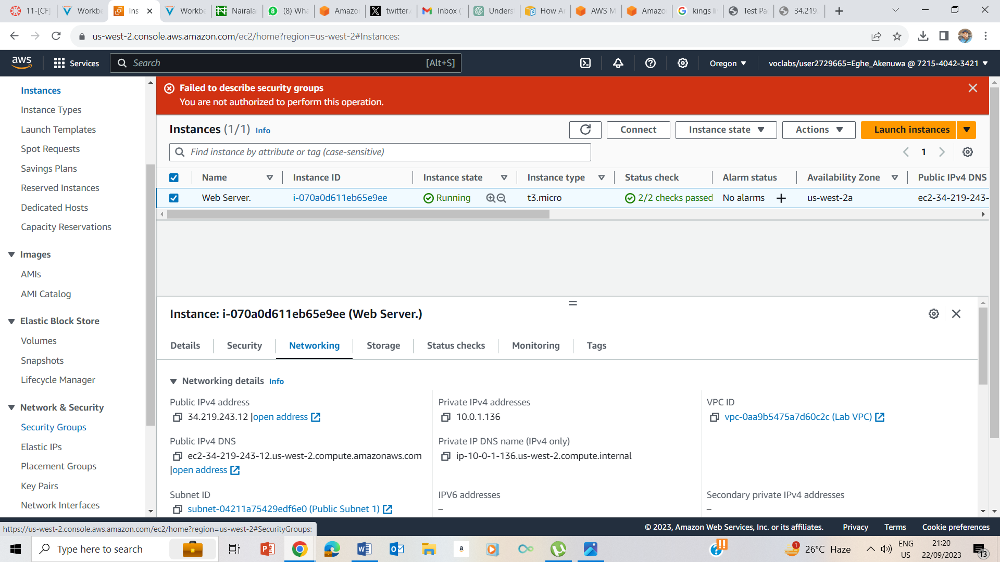 11-[CF]
Workbe
Ins
Workbe
Nairala
(8) Wha
Amazo
twitter.c
Inbox (
Underst
How A
AWS M
Amazo
kings li
Test Pa
34.219.
us-west-2.console.aws.amazon.com/ec2/home?region=us-west-2#Instances:
aws
Services
Search
[Alt+S]
Oregon
voclabs/user2729665=Eghe_Akenuwa @ 7215-4042-3421
Instances
Instance Types
Launch Templates
Spot Requests
Savings Plans
Reserved Instances
Dedicated Hosts
Capacity Reservations
Images
AMIs
AMI Catalog
Elastic Block Store
Volumes
Snapshots
Lifecycle Manager
Network & Security
Security Groups
Elastic IPs
Placement Groups
Key Pairs
Network Interfaces
Failed to describe security groups
You are not authorized to perform this operation.
Instances (1/1) Info
Connect
Instance state
Actions
Launch instances
Find instance by attribute or tag (case-sensitive)
1
Name Instance ID Instance state Instance type Status check Alarm status Availability Zone Public IPv4 DNS
Web Server. i-070a0d611eb65e9ee Running t3.micro 2/2 checks passed No alarms + us-west-2a ec2-34-219-243-
Instance: i-070a0d611eb65e9ee (Web Server.)
Details Security Networking Storage Status checks Monitoring Tags
Networking details Info
Public IPv4 address
34.219.243.12 |open address
Private IPv4 addresses
10.0.1.136
VPC ID
vpc-0aa9b5475a7d60c2c (Lab VPC)
Public IPv4 DNS
ec2-34-219-243-12.us-west-2.compute.amazonaws.com
|open address
Private IP DNS name (IPv4 only)
ip-10-0-1-136.us-west-2.compute.internal
Subnet ID
subnet-04211a75429edf6e0 (Public Subnet 1)
IPV6 addresses
–
Secondary private IPv4 addresses
–
https://us-west-2.console.aws.amazon.com/ec2/home?region=us-west-2#SecurityGroups:
© 2023, Amazon Web Services, Inc. or its affiliates. Privacy Terms Cookie preferences
Type here to search
a
1
26°C Haze
ENG
US
21:20
22/09/2023
13